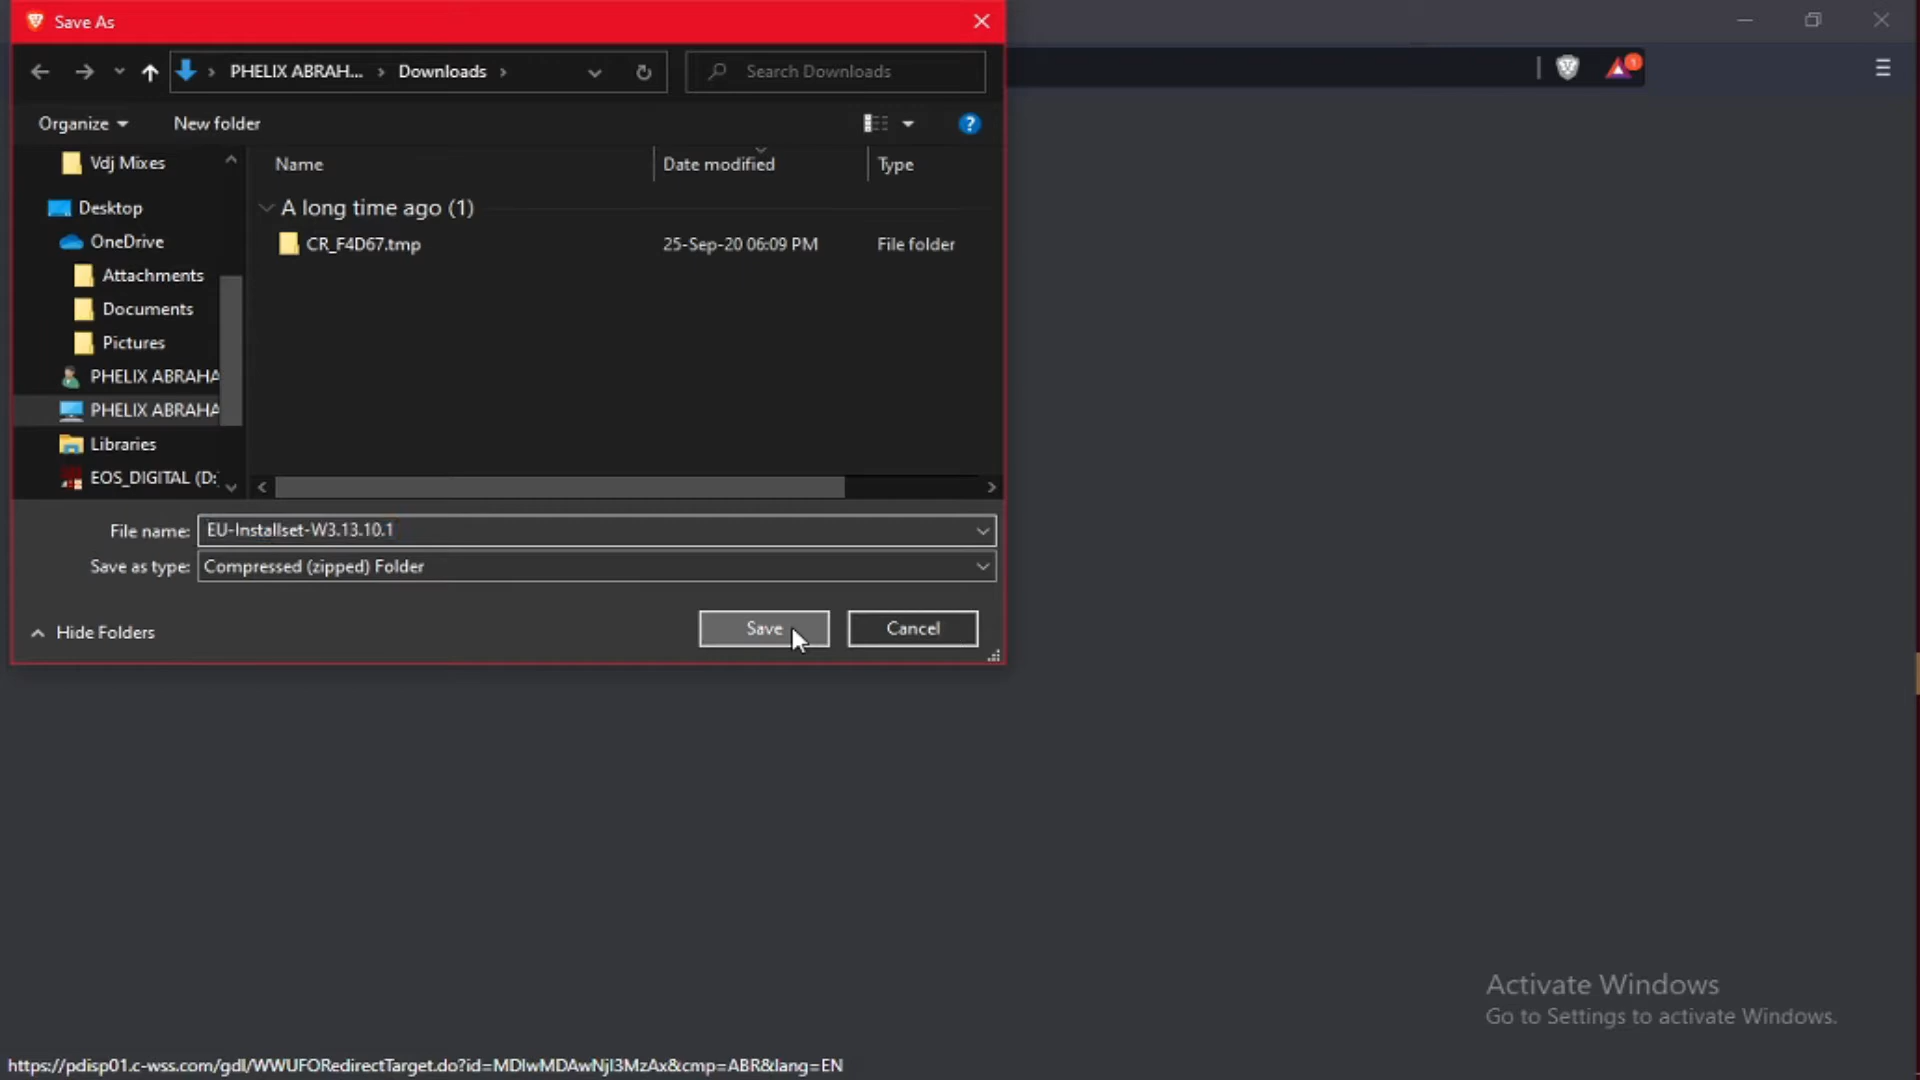 Save As
PHELIX ABRAH... > Downloads >
Search Downloads
1
Organize
New folder
?
Vdj Mixes
Desktop
OneDrive
Attachments
Documents
Pictures
PHELIX ABRAHA
PHELIX ABRAHA
Libraries
EOS_DIGITAL (D:
Name
Date modified
Type
A long time ago (1)
CR_F4D67.tmp
25-Sep-20 06:09 PM
File folder
File name:
EU-Installset-W3.13.10.1
Save as type:
Compressed (zipped) Folder
Hide Folders
Save
Cancel
Activate Windows
Go to Settings to activate Windows.
https://pdisp01.c-wss.com/gdl/WWUFORedirectTarget.do?id=MDIwMDAwNjI3MzAx&cmp=ABR&lang=EN